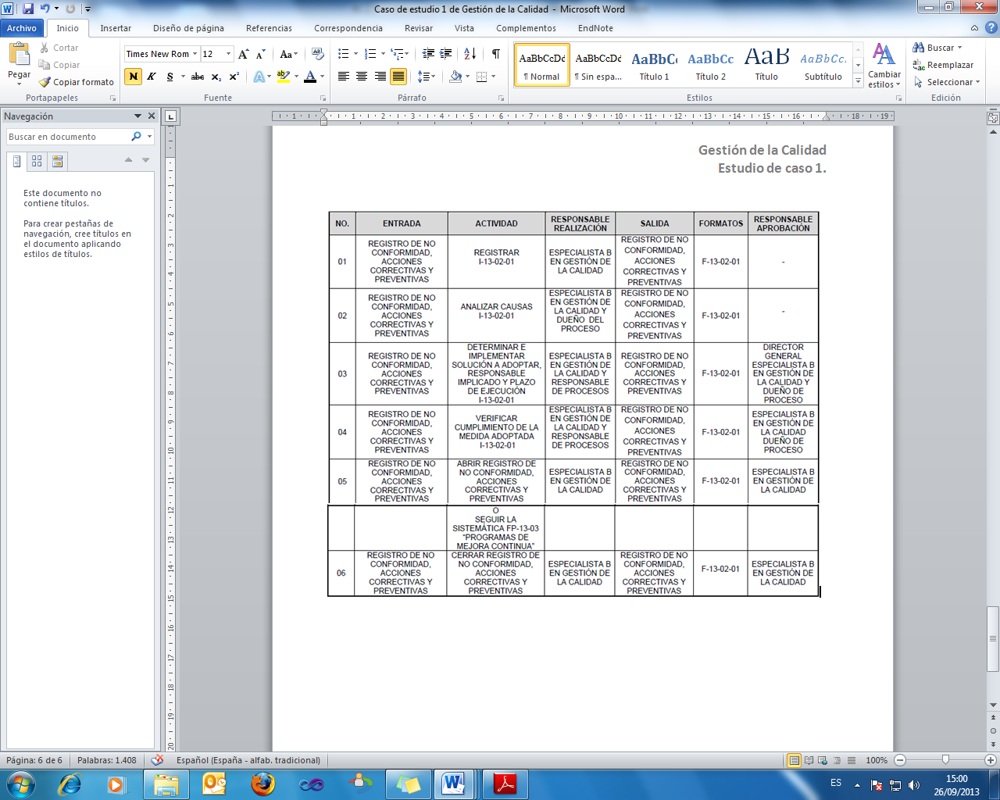 Caso de estudio 1 de Gestión de la Calidad - Microsoft Word
Archivo Inicio Insertar Diseño de página Referencias Correspondencia Revisar Vista Complementos EndNote
Pegar
Cortar
Copiar
Copiar formato
Portapapeles
Times New Rom 12
N K S abc x₂ x² A ab A
Fuente
Párrafo
AaBbCcDd
¶ Normal
AaBbCcDd
¶ Sin espa...
AaBbCc
Título 1
AaBbCc
Título 2
AaB
Título
AaBbCc.
Subtítulo
Cambiar
estilos
Estilos
Buscar
Reemplazar
Seleccionar
Edición
Navegación
Buscar en documento
Este documento no
contiene títulos.
Para crear pestañas de
navegación, cree títulos en
el documento aplicando
estilos de títulos.
Gestión de la Calidad
Estudio de caso 1.
NO.
ENTRADA
ACTIVIDAD
RESPONSABLE
REALIZACIÓN
SALIDA
FORMATOS
RESPONSABLE
APROBACIÓN
01
REGISTRO DE NO
CONFORMIDAD,
ACCIONES
CORRECTIVAS Y
PREVENTIVAS
REGISTRAR
I-13-02-01
ESPECIALISTA B
EN GESTIÓN DE
LA CALIDAD
REGISTRO DE NO
CONFORMIDAD,
ACCIONES
CORRECTIVAS Y
PREVENTIVAS
F-13-02-01
-
02
REGISTRO DE NO
CONFORMIDAD,
ACCIONES
CORRECTIVAS Y
PREVENTIVAS
ANALIZAR CAUSAS
I-13-02-01
ESPECIALISTA B
EN GESTIÓN DE
LA CALIDAD Y
DUEÑO DEL
PROCESO
REGISTRO DE NO
CONFORMIDAD,
ACCIONES
CORRECTIVAS Y
PREVENTIVAS
F-13-02-01
-
03
REGISTRO DE NO
CONFORMIDAD,
ACCIONES
CORRECTIVAS Y
PREVENTIVAS
DETERMINAR E
IMPLEMENTAR
SOLUCIÓN A ADOPTAR,
RESPONSABLE
IMPLICADO Y PLAZO
DE EJECUCIÓN
I-13-02-01
ESPECIALISTA B
EN GESTIÓN DE
LA CALIDAD Y
RESPONSABLE
DE PROCESOS
REGISTRO DE NO
CONFORMIDAD,
ACCIONES
CORRECTIVAS Y
PREVENTIVAS
F-13-02-01
DIRECTOR
GENERAL
ESPECIALISTA B
EN GESTIÓN DE
LA CALIDAD Y
DUEÑO DE
PROCESO
04
REGISTRO DE NO
CONFORMIDAD,
ACCIONES
CORRECTIVAS Y
PREVENTIVAS
VERIFICAR
CUMPLIMIENTO DE LA
MEDIDA ADOPTADA
I-13-02-01
ESPECIALISTA B
EN GESTIÓN DE
LA CALIDAD Y
RESPONSABLE
DE PROCESOS
REGISTRO DE NO
CONFORMIDAD,
ACCIONES
CORRECTIVAS Y
PREVENTIVAS
F-13-02-01
ESPECIALISTA B
EN GESTIÓN DE
LA CALIDAD
DUEÑO DE
PROCESO
05
REGISTRO DE NO
CONFORMIDAD,
ACCIONES
CORRECTIVAS Y
PREVENTIVAS
ABRIR REGISTRO DE
NO CONFORMIDAD,
ACCIONES
CORRECTIVAS Y
PREVENTIVAS
ESPECIALISTA B
EN GESTIÓN DE
LA CALIDAD
REGISTRO DE NO
CONFORMIDAD,
ACCIONES
CORRECTIVAS Y
PREVENTIVAS
F-13-02-01
ESPECIALISTA B
EN GESTIÓN DE
LA CALIDAD
O
SEGUIR LA
SISTEMÁTICA FP-13-03
“PROGRAMAS DE
MEJORA CONTINUA”
06
REGISTRO DE NO
CONFORMIDAD,
ACCIONES
CORRECTIVAS Y
PREVENTIVAS
CERRAR REGISTRO DE
NO CONFORMIDAD,
ACCIONES
CORRECTIVAS Y
PREVENTIVAS
ESPECIALISTA B
EN GESTIÓN DE
LA CALIDAD
REGISTRO DE NO
CONFORMIDAD,
ACCIONES
CORRECTIVAS Y
PREVENTIVAS
F-13-02-01
ESPECIALISTA B
EN GESTIÓN DE
LA CALIDAD
Página: 6 de 6 Palabras: 1.408 Español (España - alfab. tradicional) 100%
ES 15:00
26/09/2013